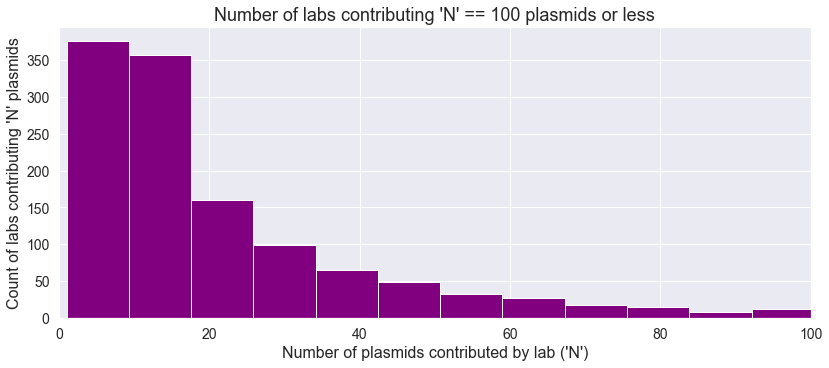 Number of labs contributing 'N' == 100 plasmids or less
Count of labs contributing 'N' plasmids
350
300
250
200
150
100
50
0
0 20 40 60 80 100
Number of plasmids contributed by lab ('N')